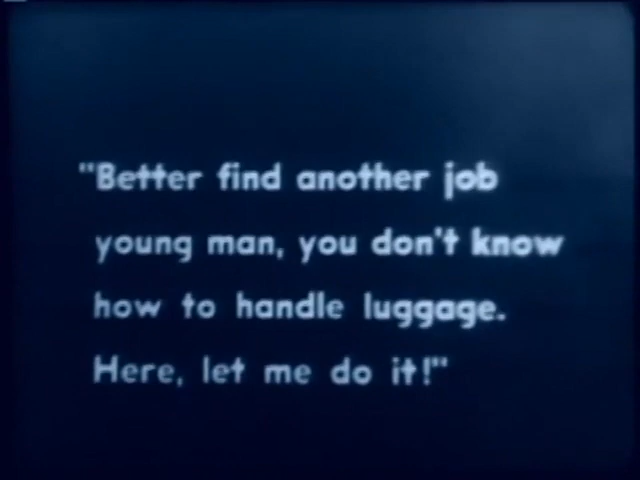 "Better find another job
young man, you don't know
how to handle luggage.
Here, let me do it!"